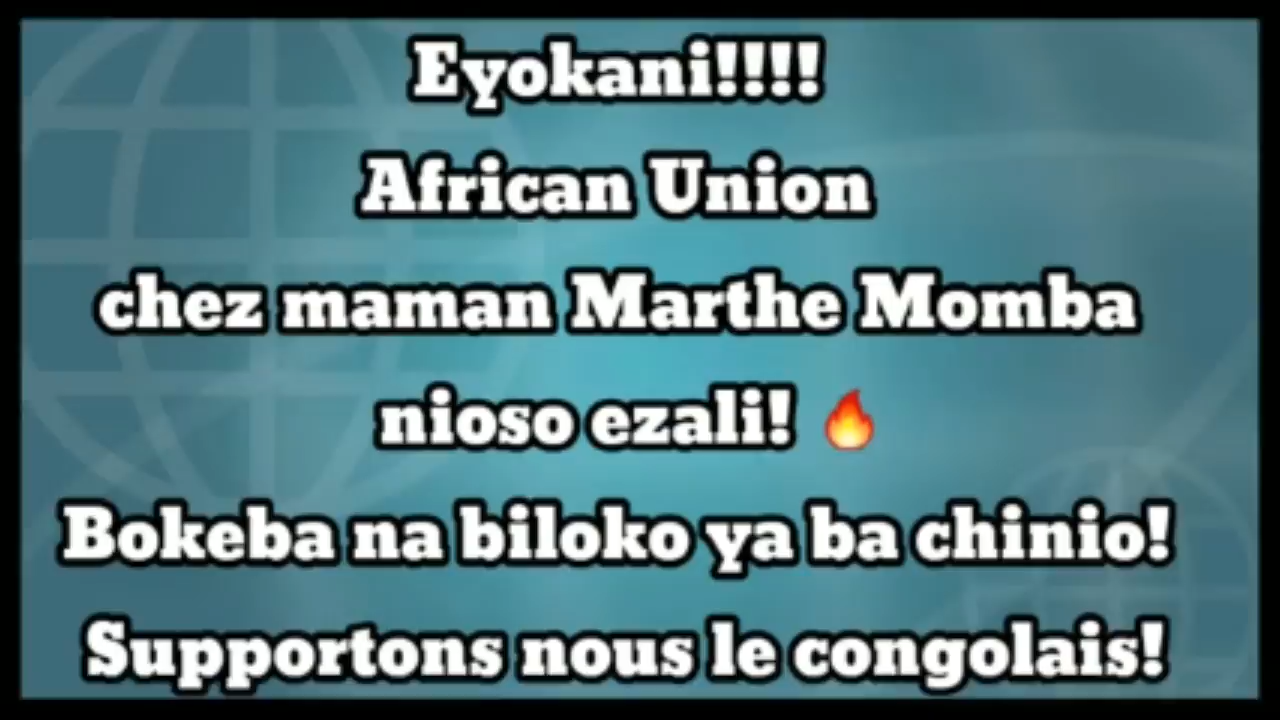 Eyokani!!!!
African Union
chez maman Marthe Momba
nioso ezali! 🔥
Bokeba na biloko ya ba chinio!
Supportons nous le congolais!